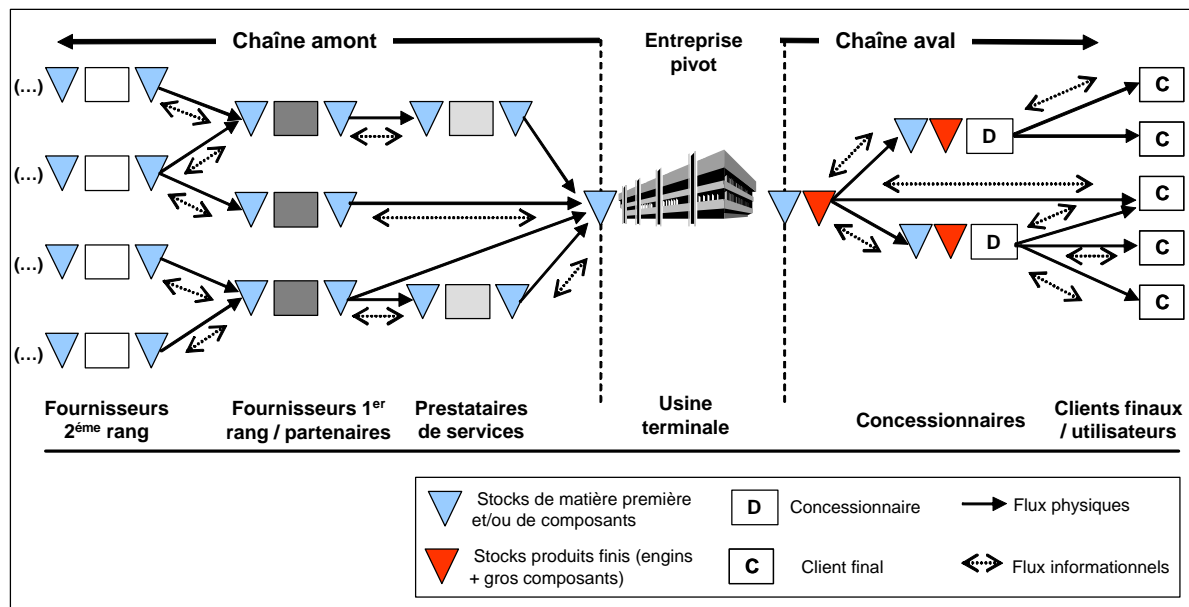 Chaîne amont
Entreprise
pivot
Chaîne aval
(...)
(...)
(...)
(...)
D
D
C
C
C
C
C
Fournisseurs
2éme rang
Fournisseurs 1er
rang / partenaires
Prestataires
de services
Usine
terminale
Concessionnaires
Clients finaux
/ utilisateurs
Stocks de matière première
et/ou de composants
D
Concessionnaire
Flux physiques
Stocks produits finis (engins
+ gros composants)
C
Client final
Flux informationnels